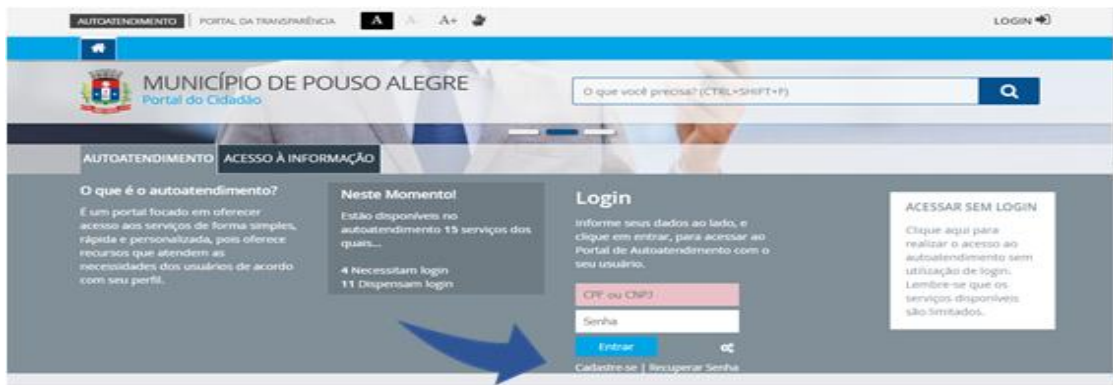 AUTOATENDIMENTO PORTAL DA TRANSPARÊNCIA A A- A+ LOGIN
MUNICÍPIO DE POUSO ALEGRE
Portal do Cidadão
O que você precisa? (CTRL+SHIFT+P)
AUTOATENDIMENTO ACESSO À INFORMAÇÃO
O que é o autoatendimento?
É um portal focado em oferecer
acesso aos serviços de forma simples,
rápida e personalizada, pois oferece
recursos que atendem as
necessidades dos usuários de acordo
com seu perfil.
Neste Momento!
Estão disponíveis no
autoatendimento 15 serviços dos
quais...
4 Necessitam login
11 Dispensam login
Login
Informe seus dados ao lado, e
clique em entrar, para acessar ao
Portal de Autoatendimento com o
seu usuário.
CPF ou CNPJ
Senha
Entrar
Cadastre-se | Recuperar Senha
ACESSAR SEM LOGIN
Clique aqui para
realizar o acesso ao
autoatendimento sem
utilização de login.
Lembre-se que os
serviços disponíveis
são limitados.